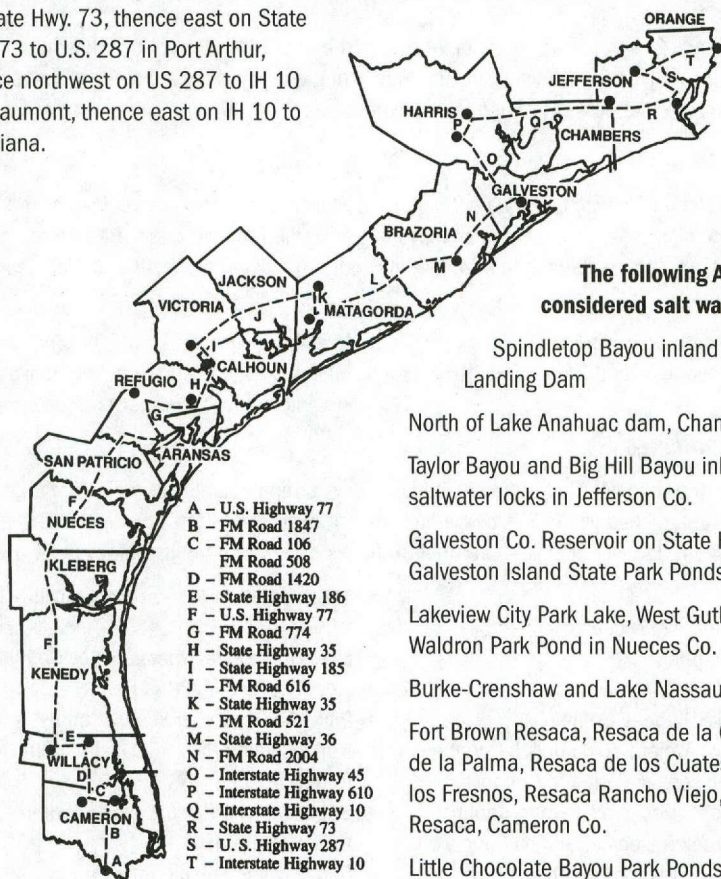 ate Hwy. 73, thence east on State
73 to U.S. 287 in Port Arthur,
ce northwest on US 287 to IH 10
aumont, thence east on IH 10 to
iana.
ORANGE
T
S
JEFFERSON
R
HARRIS
P
Q
CHAMBERS
O
GALVESTON
N
BRAZORIA
M
L
JACKSON
K
MATAGORDA
J
VICTORIA
I
CALHOUN
REFUGIO
H
G
ARANSAS
SAN PATRICIO
F
NUECES
KLEBERG
F
KENEDY
E
WILLACY
D
C
CAMERON
B
A
A – U.S. Highway 77
B – FM Road 1847
C – FM Road 106
FM Road 508
D – FM Road 1420
E – State Highway 186
F – U.S. Highway 77
G – FM Road 774
H – State Highway 35
I – State Highway 185
J – FM Road 616
K – State Highway 35
L – FM Road 521
M – State Highway 36
N – FM Road 2004
O – Interstate Highway 45
P – Interstate Highway 610
Q – Interstate Highway 10
R – State Highway 73
S – U. S. Highway 287
T – Interstate Highway 10
The following A
considered salt wa
Spindletop Bayou inland
Landing Dam
North of Lake Anahuac dam, Cham
Taylor Bayou and Big Hill Bayou inl
saltwater locks in Jefferson Co.
Galveston Co. Reservoir on State
Galveston Island State Park Ponds
Lakeview City Park Lake, West Guth
Waldron Park Pond in Nueces Co.
Burke-Crenshaw and Lake Nassau
Fort Brown Resaca, Resaca de la
de la Palma, Resaca de los Cuates
los Fresnos, Resaca Rancho Viejo,
Resaca, Cameron Co.
Little Chocolate Bayou Park Ponds